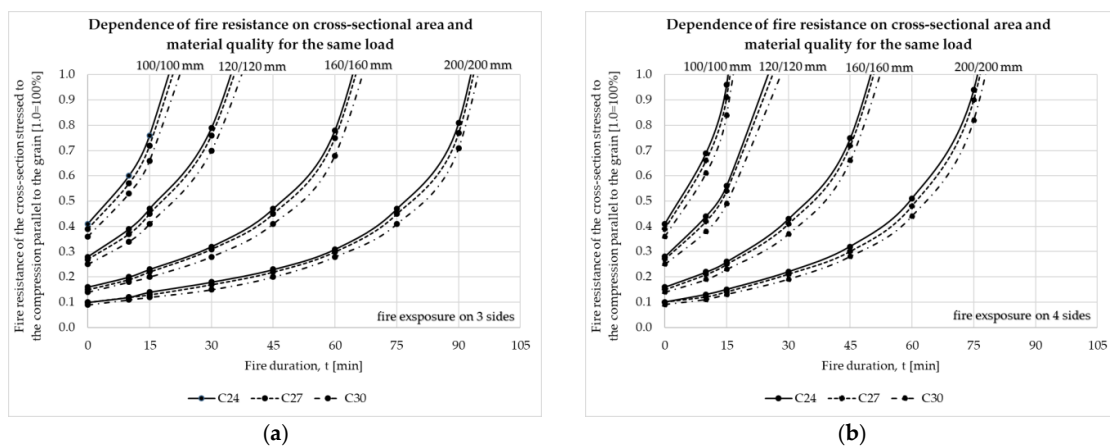 Dependence of fire resistance on cross-sectional area and
material quality for the same load
100/100 mm 120/120 mm 160/160 mm 200/200 mm
Fire resistance of the cross-section stressed to
the compression parallel to the grain [1.0=100%]
1.0
0.9
0.8
0.7
0.6
0.5
0.4
0.3
0.2
0.1
0.0
fire exsposure on 3 sides
0 15 30 45 60 75 90 105
Fire duration, t [min]
C24 C27 C30
(a)
Dependence of fire resistance on cross-sectional area and
material quality for the same load
100/100 mm 120/120 mm 160/160 mm 200/200 mm
Fire resistance of the cross-section stressed to
the compression parallel to the grain [1.0=100%]
1.0
0.9
0.8
0.7
0.6
0.5
0.4
0.3
0.2
0.1
0.0
fire exposure on 4 sides
0 15 30 45 60 75 90 105
Fire duration, t [min]
C24 C27 C30
(b)